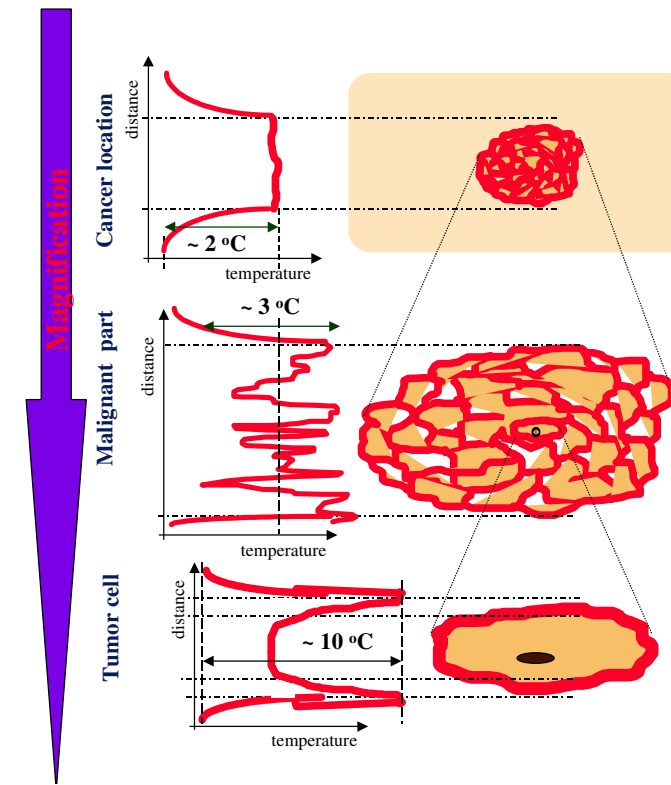 Magnification
Cancer location
distance
~ 2 ºC
temperature
Malignant part
distance
~ 3 ºC
temperature
Tumor cell
distance
~ 10 ºC
temperature